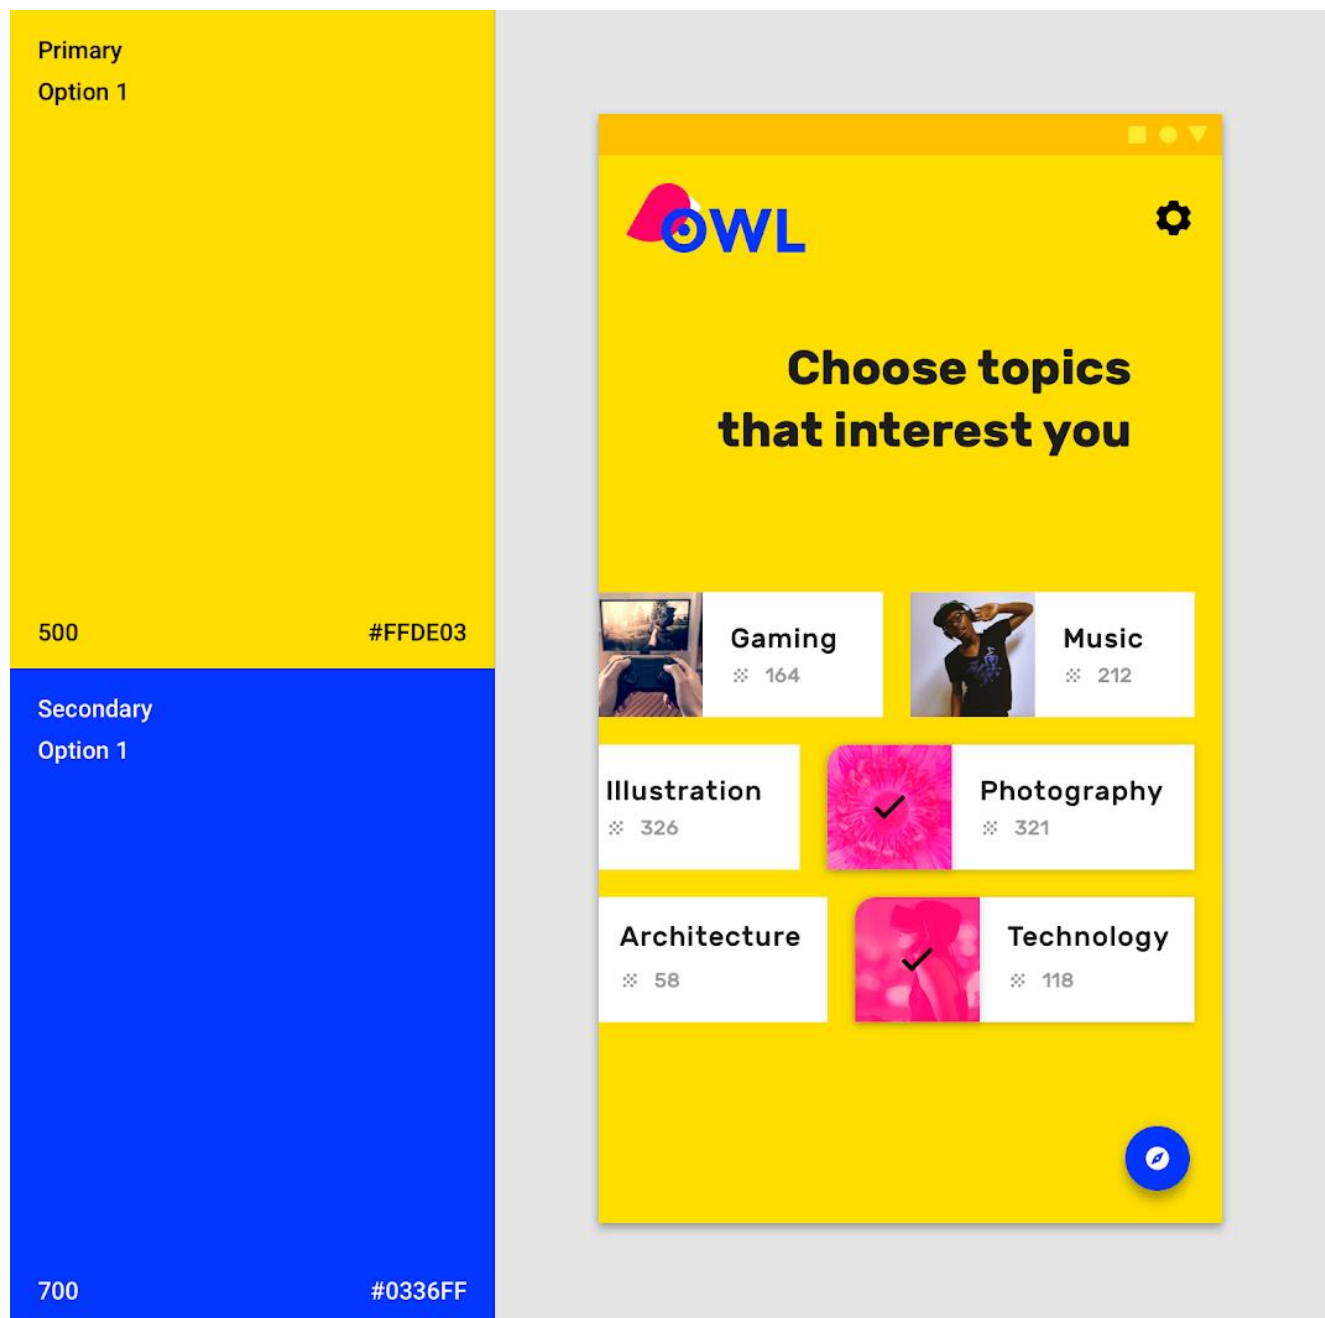 Primary
Option 1
500 #FFDE03
Secondary
Option 1
700 #0336FF
OWL
Choose topics
that interest you
Gaming
164
Music
212
Illustration
326
Photography
321
Architecture
58
Technology
118